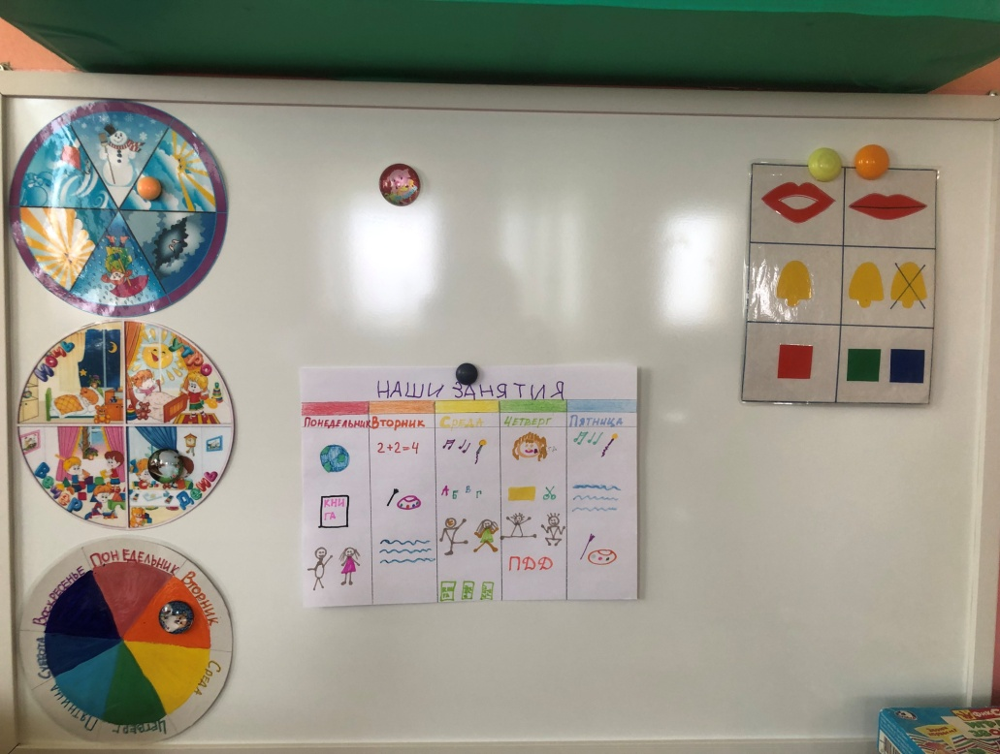 Ночь
Утро
Вечер
День
ПОНЕДЕЛЬНИК
ВТОРНИК
СРЕДА
ЧЕТВЕРГ
ПЯТНИЦА
СУББОТА
ВОСКРЕСЕНЬЕ
НАШИ ЗАНЯТИЯ
ПОНЕДЕЛЬНИК ВТОРНИК СРЕДА ЧЕТВЕРГ ПЯТНИЦА
2+2=4
А Б В Г
КНИ
ГА
ПДД